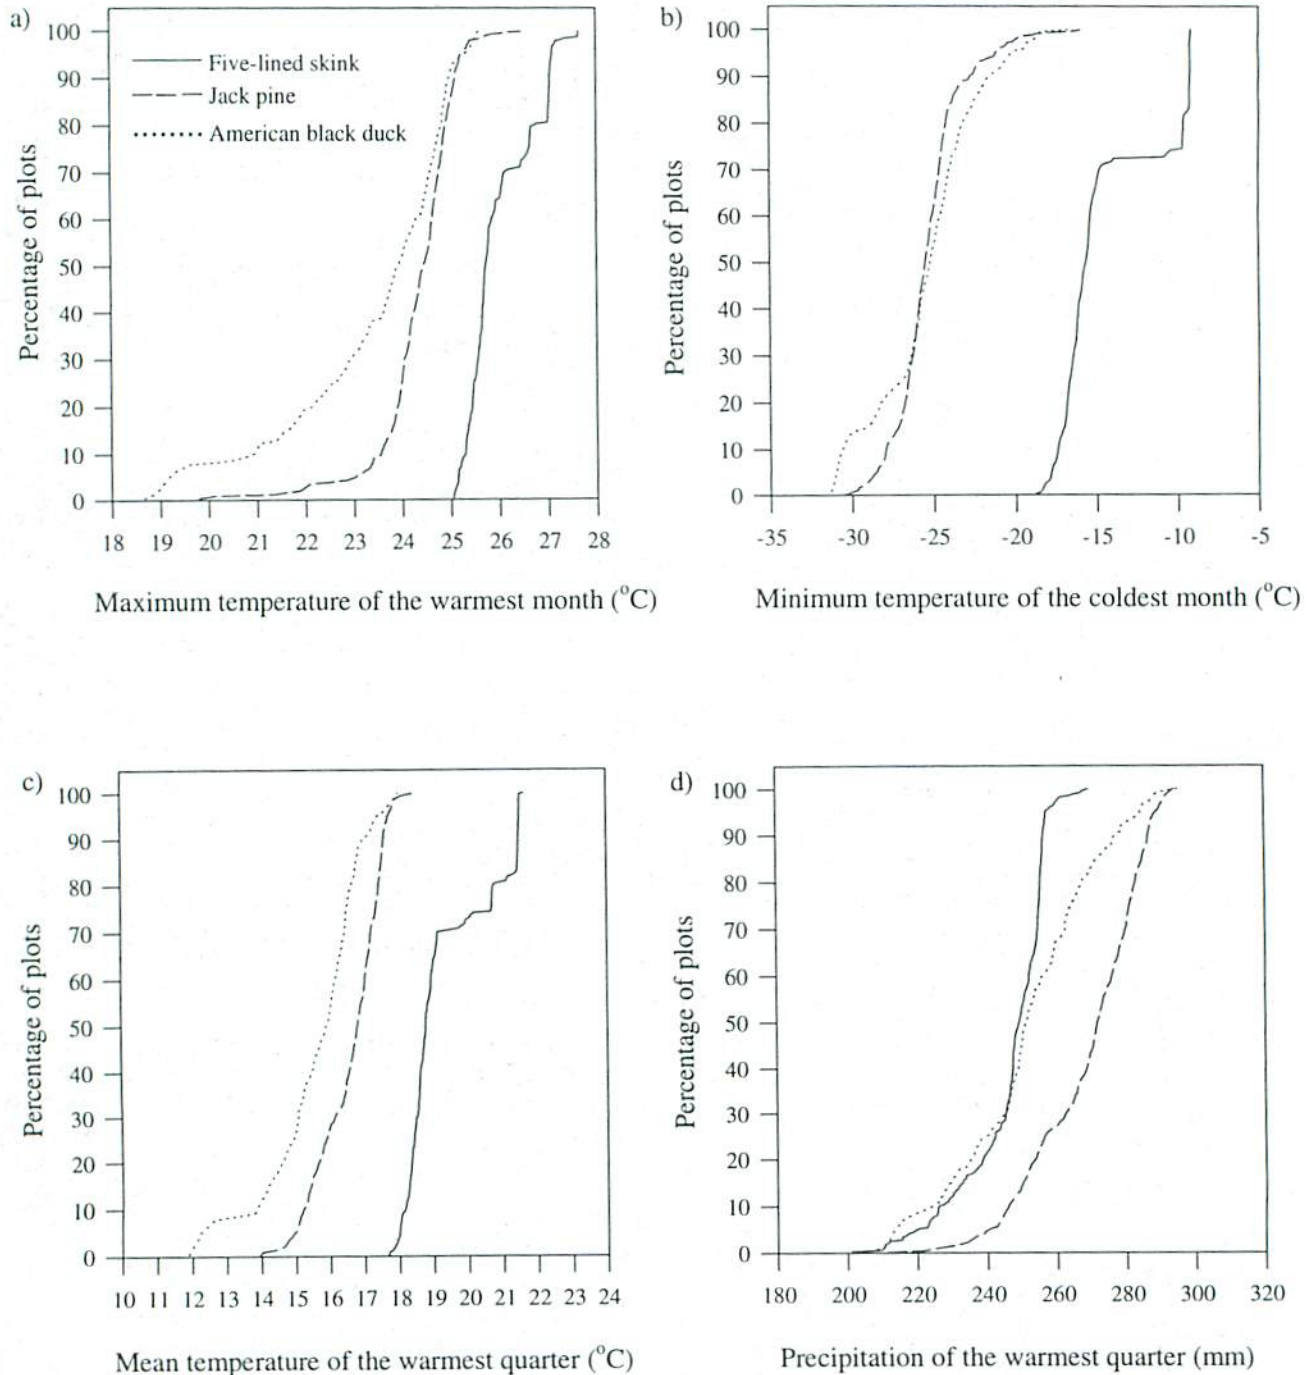 a)
100
90
80
70
60
50
40
30
20
10
0
Percentage of plots
Five-lined skink
Jack pine
American black duck
18 19 20 21 22 23 24 25 26 27 28
Maximum temperature of the warmest month (°C)
b)
100
90
80
70
60
50
40
30
20
10
0
Percentage of plots
-35 -30 -25 -20 -15 -10 -5
Minimum temperature of the coldest month (°C)
c)
100
90
80
70
60
50
40
30
20
10
0
Percentage of plots
10 11 12 13 14 15 16 17 18 19 20 21 22 23 24
Mean temperature of the warmest quarter (°C)
d)
100
90
80
70
60
50
40
30
20
10
0
Percentage of plots
180 200 220 240 260 280 300 320
Precipitation of the warmest quarter (mm)